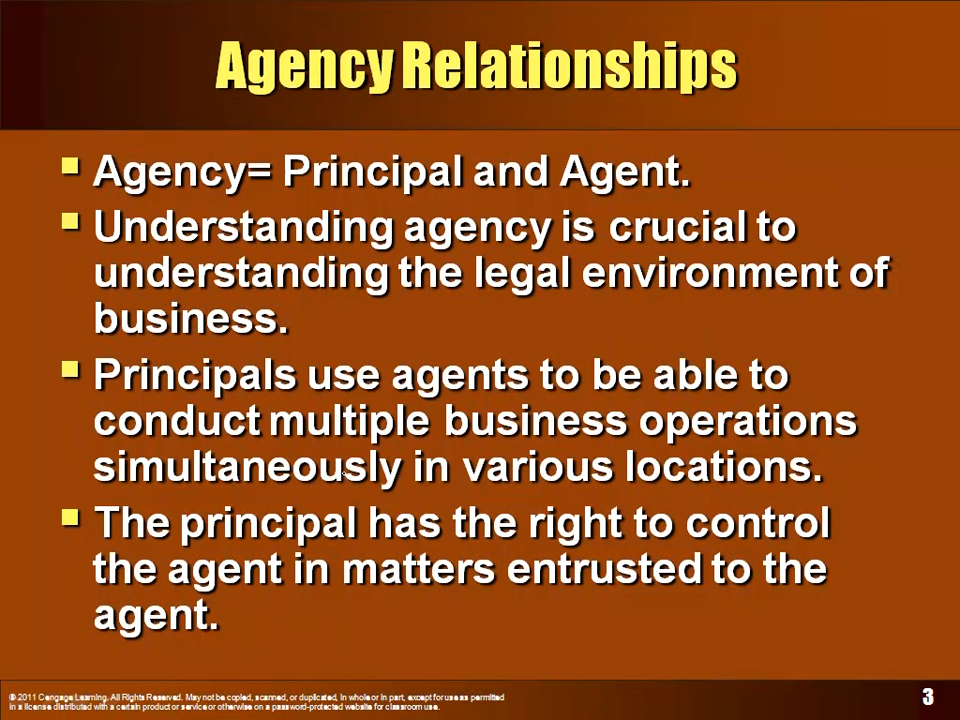 Agency Relationships
Agency= Principal and Agent.
Understanding agency is crucial to
understanding the legal environment of
business.
Principals use agents to be able to
conduct multiple business operations
simultaneously in various locations.
The principal has the right to control
the agent in matters entrusted to the
agent.
© 2011 Cengage Learning. All Rights Reserved. May not be copied, scanned, or duplicated, in whole or in part, except for use as permitted
in a license distributed with a certain product or service or otherwise on a password-protected website for classroom use.
3